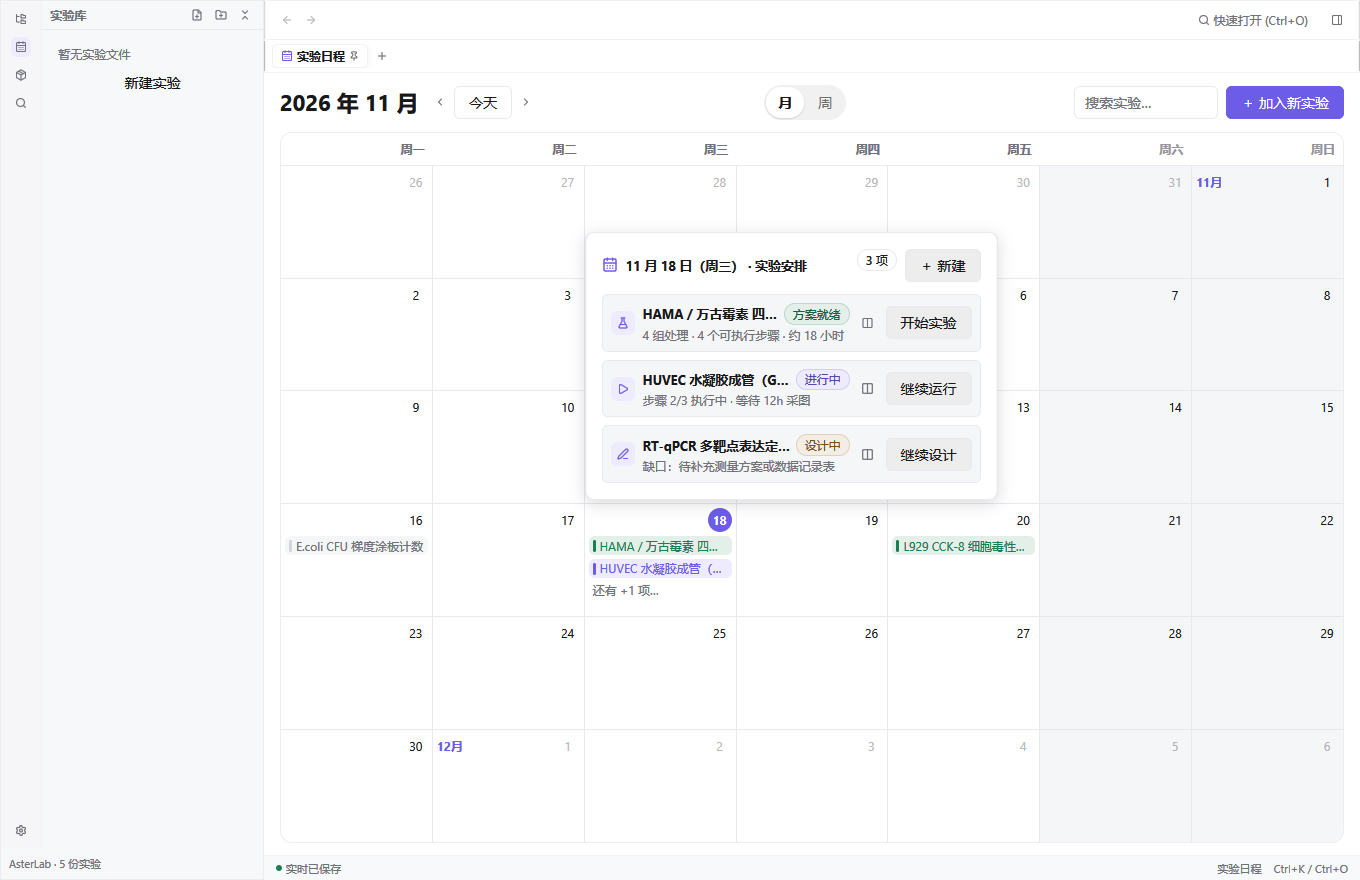 实验库
快速打开 (Ctrl+O)
暂无实验文件
新建实验
实验日程
2026 年 11 月
今天
月 周
搜索实验...
+ 加入新实验
周一 周二 周三 周四 周五 周六 周日
26 27 28 29 30 31 11月 1
11 月 18 日（周三） · 实验安排 3 项 + 新建
2 3 6 7 8
HAMA / 万古霉素 四... 方案就绪
4 组处理 · 4 个可执行步骤 · 约 18 小时
开始实验
HUVEC 水凝胶成管（G... 进行中
步骤 2/3 执行中 · 等待 12h 采图
继续运行
9 10 13 14 15
RT-qPCR 多靶点表达定... 设计中
缺口：待补充测量方案或数据记录表
继续设计
16 17 18 19 20 21 22
E.coli CFU 梯度涂板计数
HAMA / 万古霉素 四...
L929 CCK-8 细胞毒性...
HUVEC 水凝胶成管（...
还有 +1 项...
23 24 25 26 27 28 29
30 12月 1 2 3 4 5 6
AsterLab · 5 份实验
实时已保存
实验日程 Ctrl+K / Ctrl+O